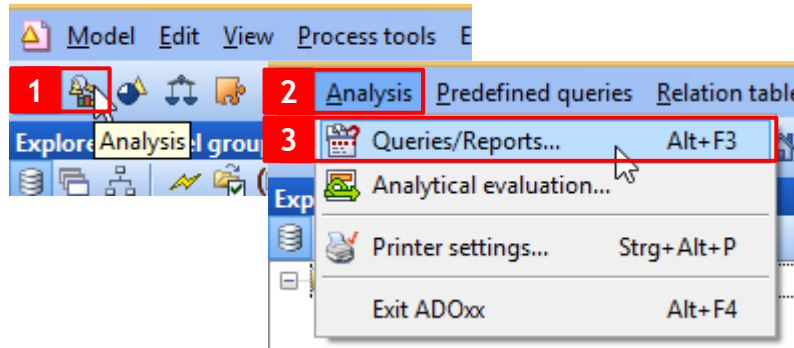 Model Edit View Process tools E
1
Analysis
Explore l grou
2 Analysis Predefined queries Relation table
3 Queries/Reports... Alt+F3
Analytical evaluation...
Exp
Printer settings... Strg+Alt+P
Exit ADOxx Alt+F4